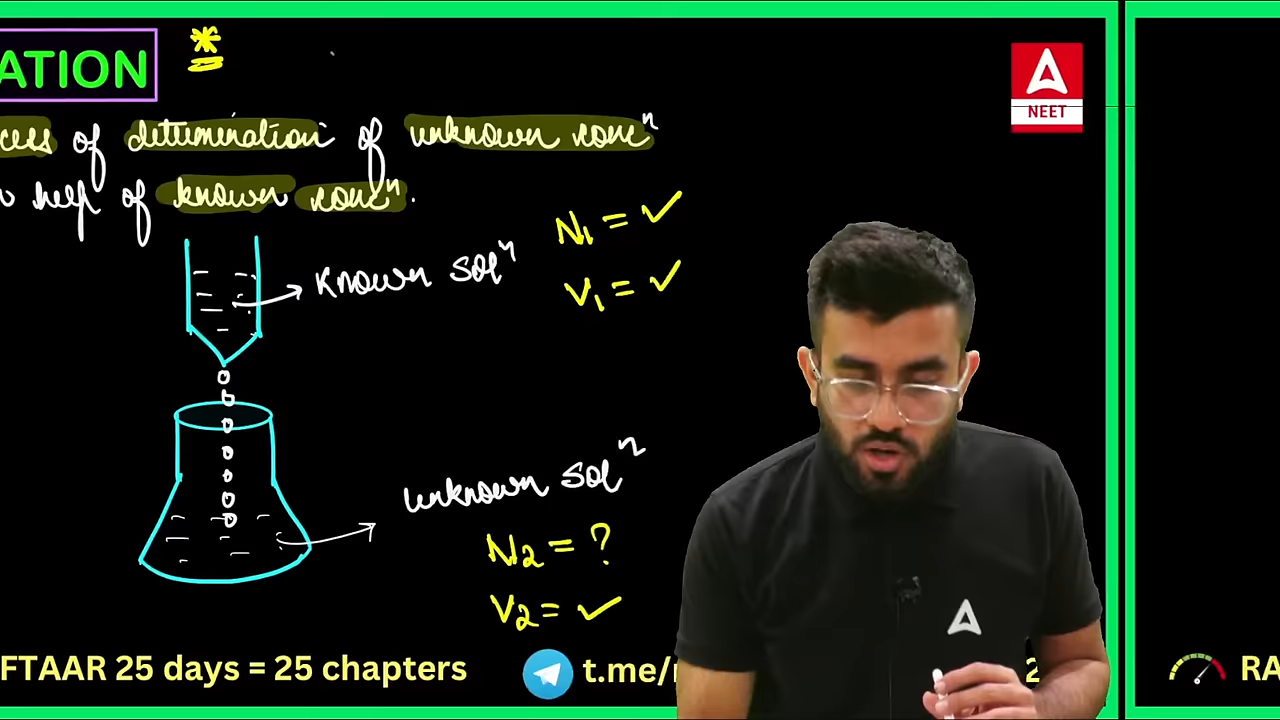 ATION *
cess of determination of unknown concⁿ
help of known concⁿ.
N1 = ✓
Known Solⁿ
V1 = ✓
unknown Solⁿ
N2 = ?
V2 = ✓
NEET
FTAAR 25 days = 25 chapters
t.me/
2
RA